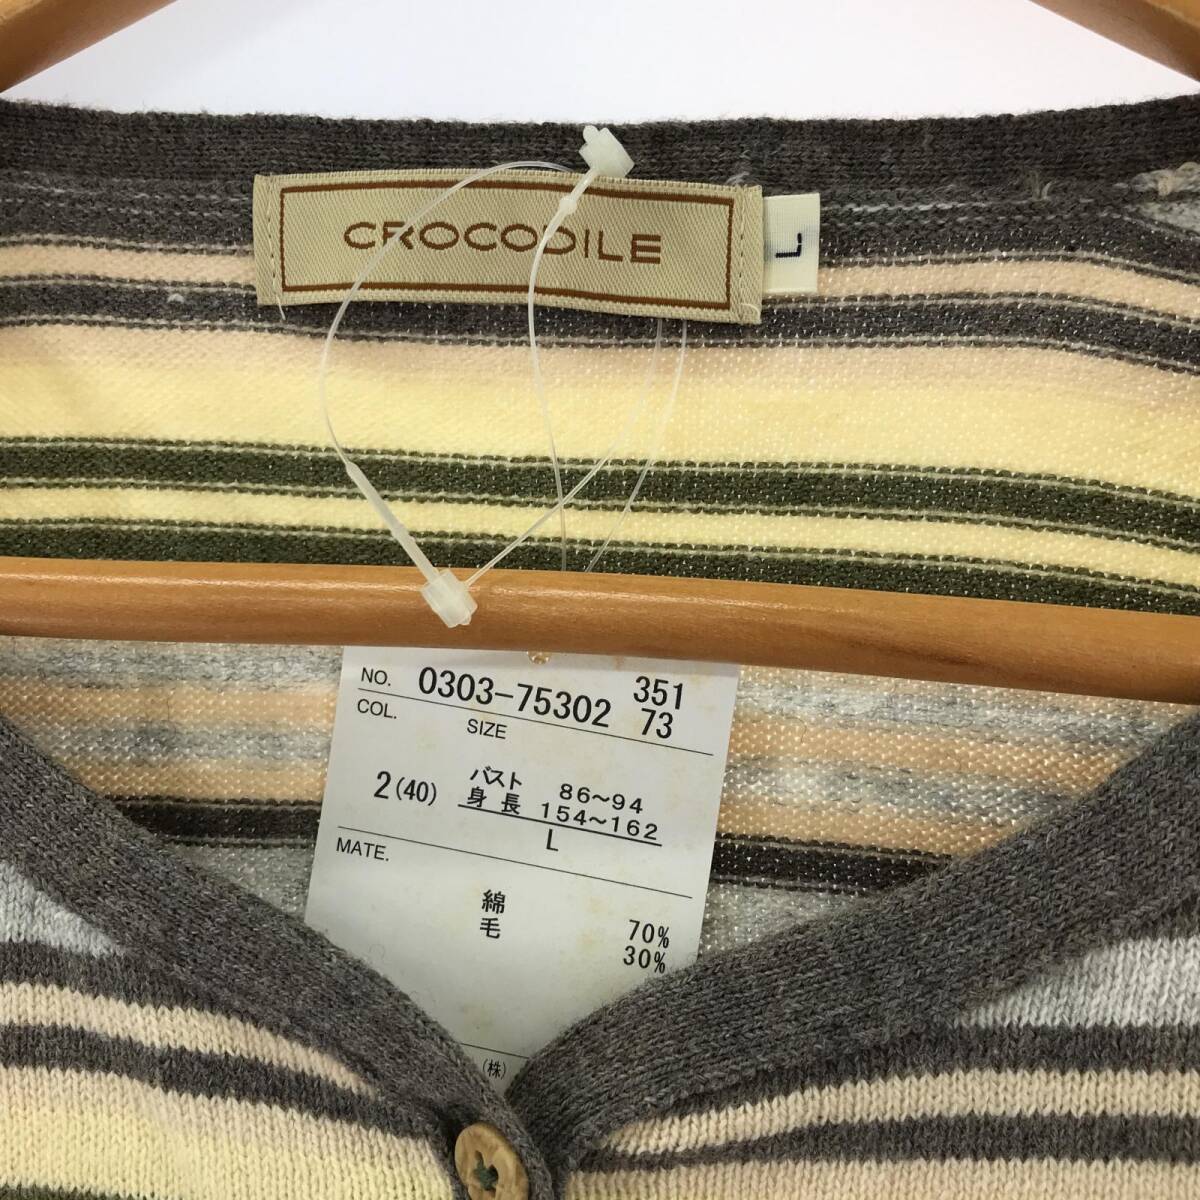 CROCODILE
L
NO. 0303-75302 351
COL. 73
SIZE
2(40) バスト 86～94
身長 154～162
L
MATE.
綿 70%
毛 30%
(株)